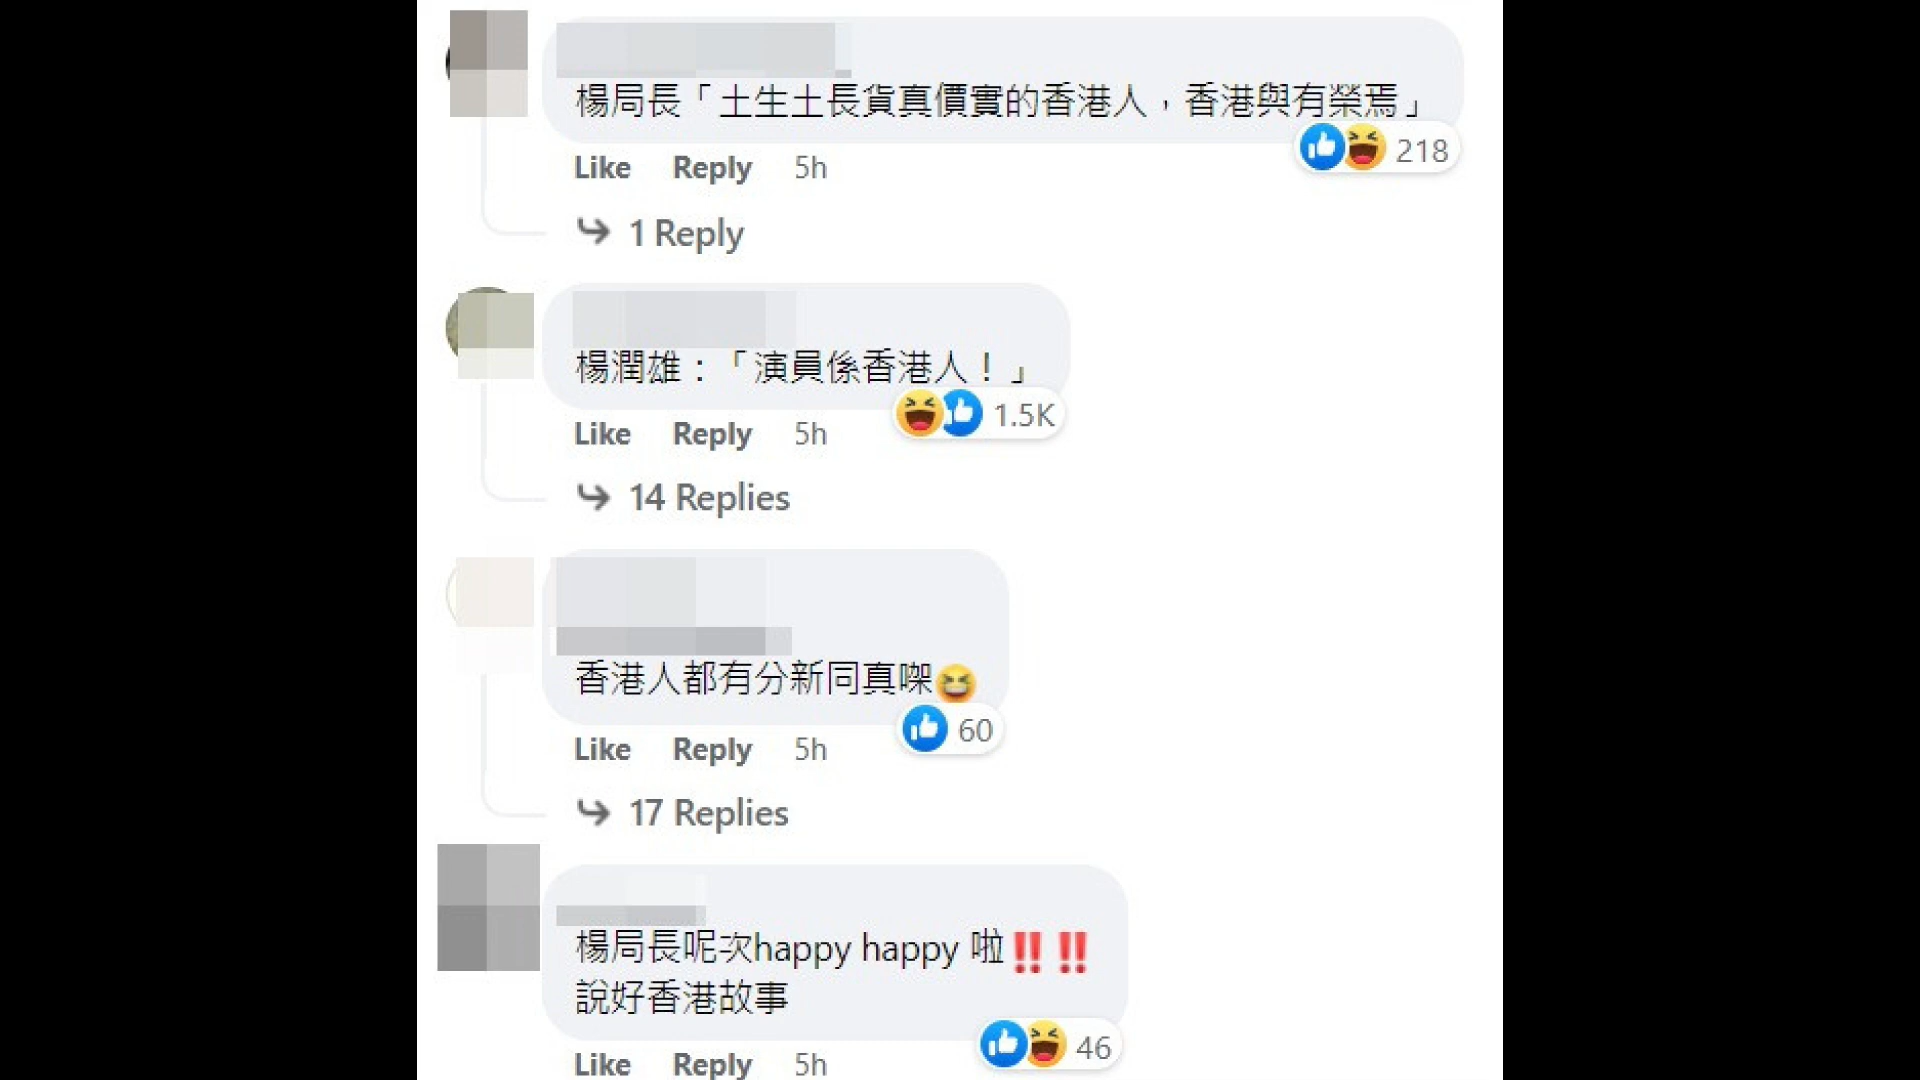 楊局長「土生土長貨真價實的香港人，香港與有榮焉」
218
Like Reply 5h
1 Reply
楊潤雄：「演員係香港人！」
1.5K
Like Reply 5h
14 Replies
香港人都有分新同真㗎😆
60
Like Reply 5h
17 Replies
楊局長呢次happy happy 啦‼️‼️
說好香港故事
46
Like Reply 5h